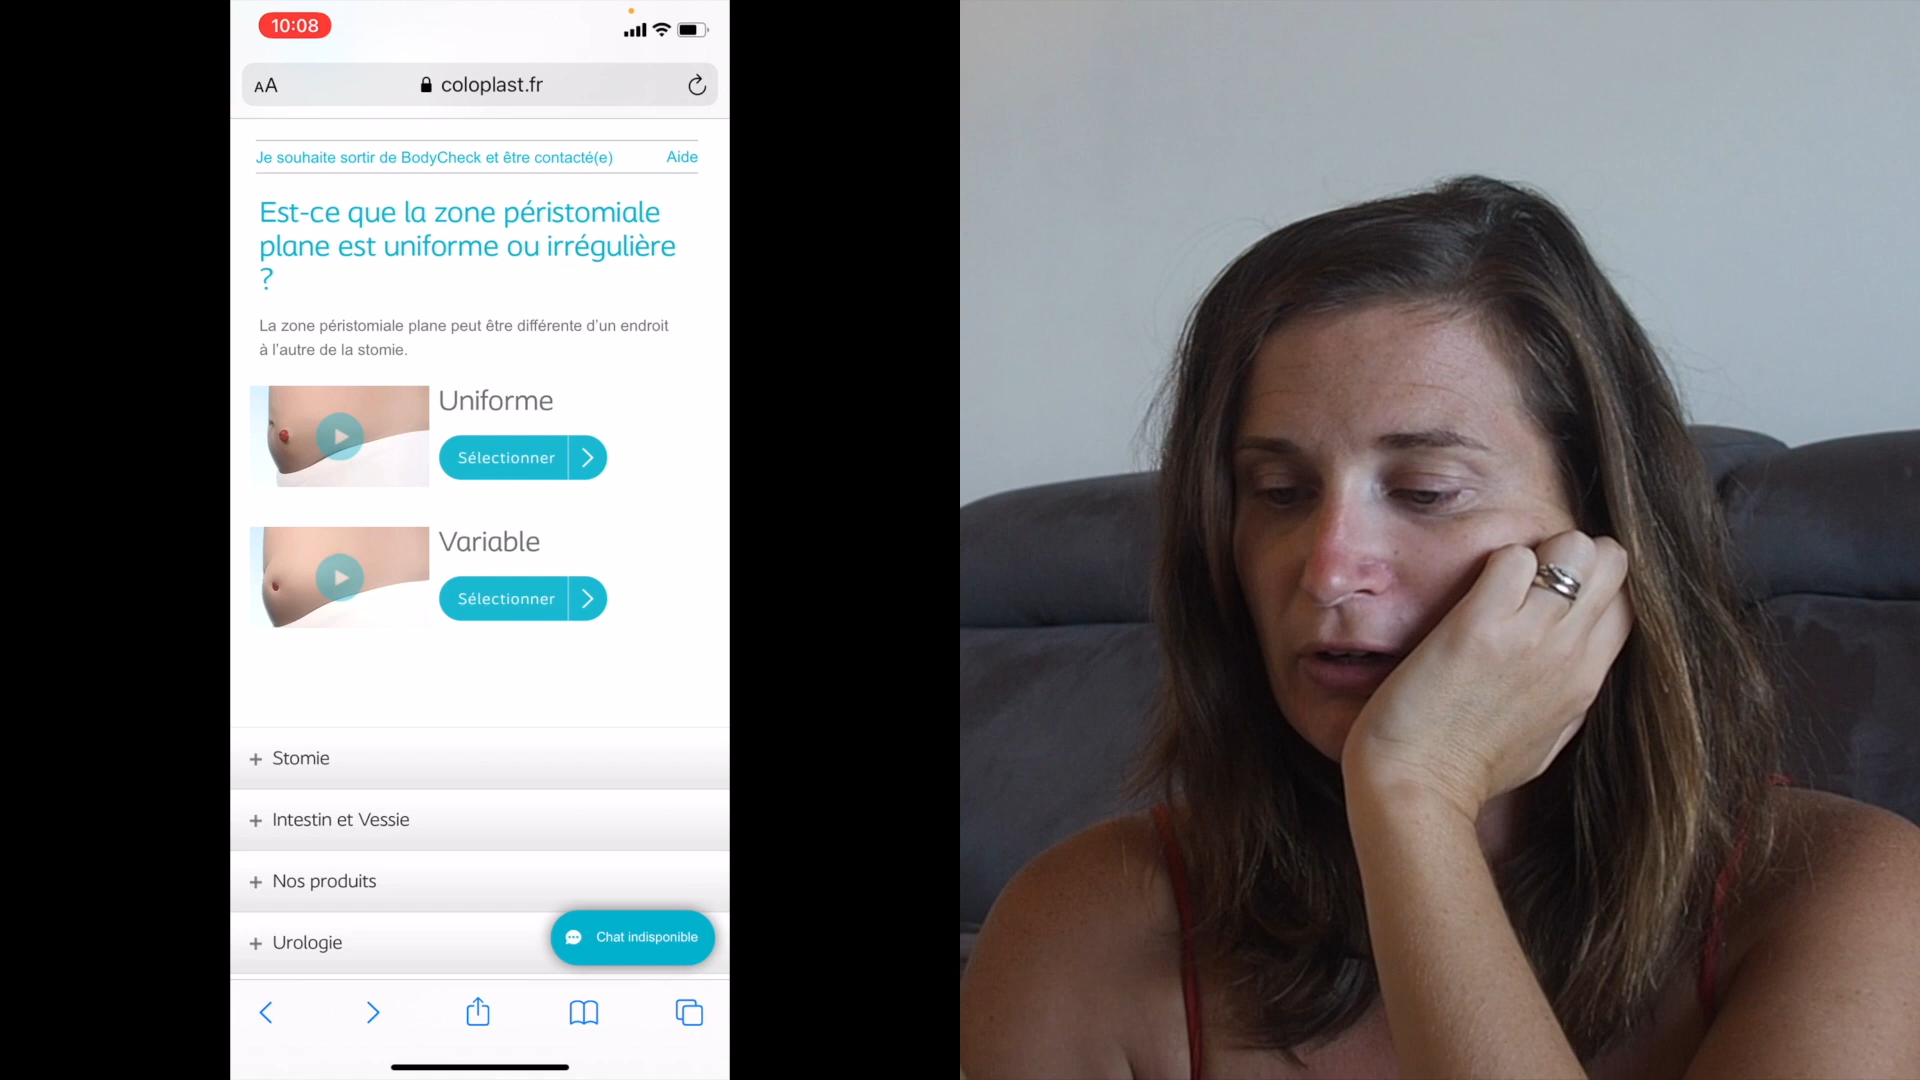 10:08
AA
coloplast.fr
Je souhaite sortir de BodyCheck et être contacté(e)
Aide
Est-ce que la zone péristomiale
plane est uniforme ou irrégulière
?
La zone péristomiale plane peut être différente d'un endroit
à l'autre de la stomie.
Uniforme
Sélectionner
Variable
Sélectionner
+ Stomie
+ Intestin et Vessie
+ Nos produits
+ Urologie
Chat indisponible